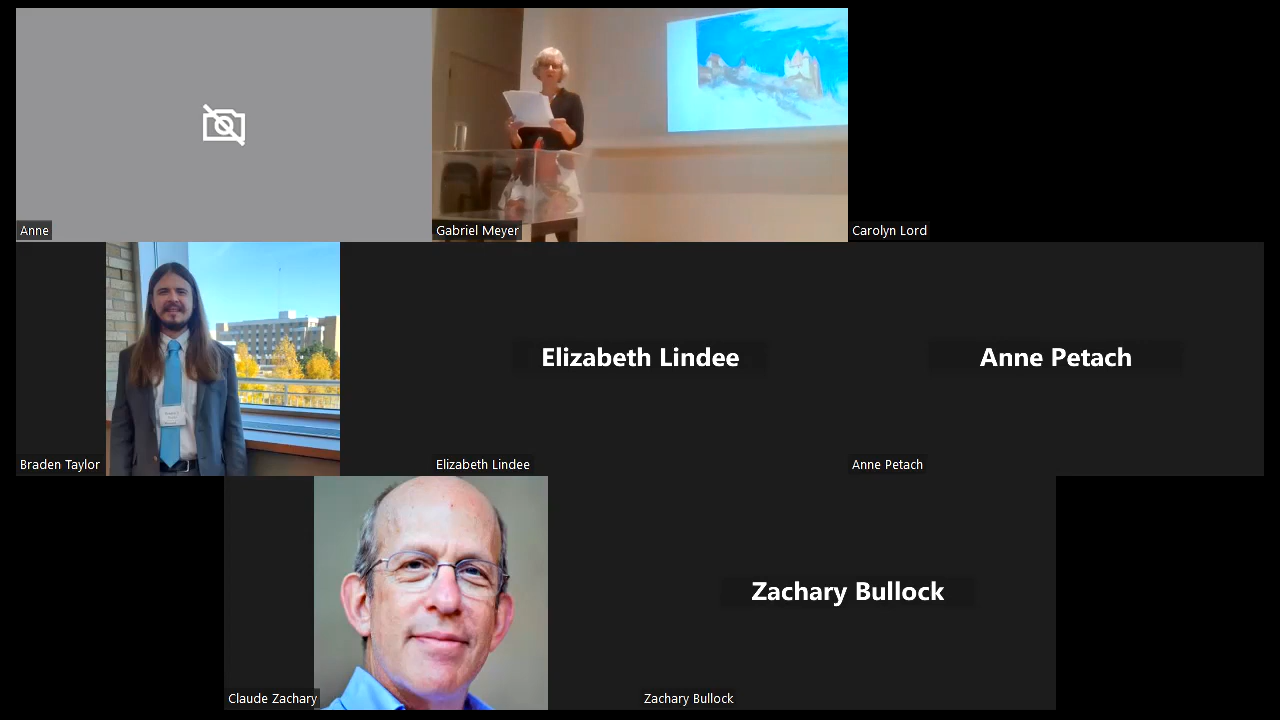 Anne
Gabriel Meyer
Carolyn Lord
Elizabeth Lindee
Anne Petach
Braden Taylor
Elizabeth Lindee
Anne Petach
Zachary Bullock
Claude Zachary
Zachary Bullock